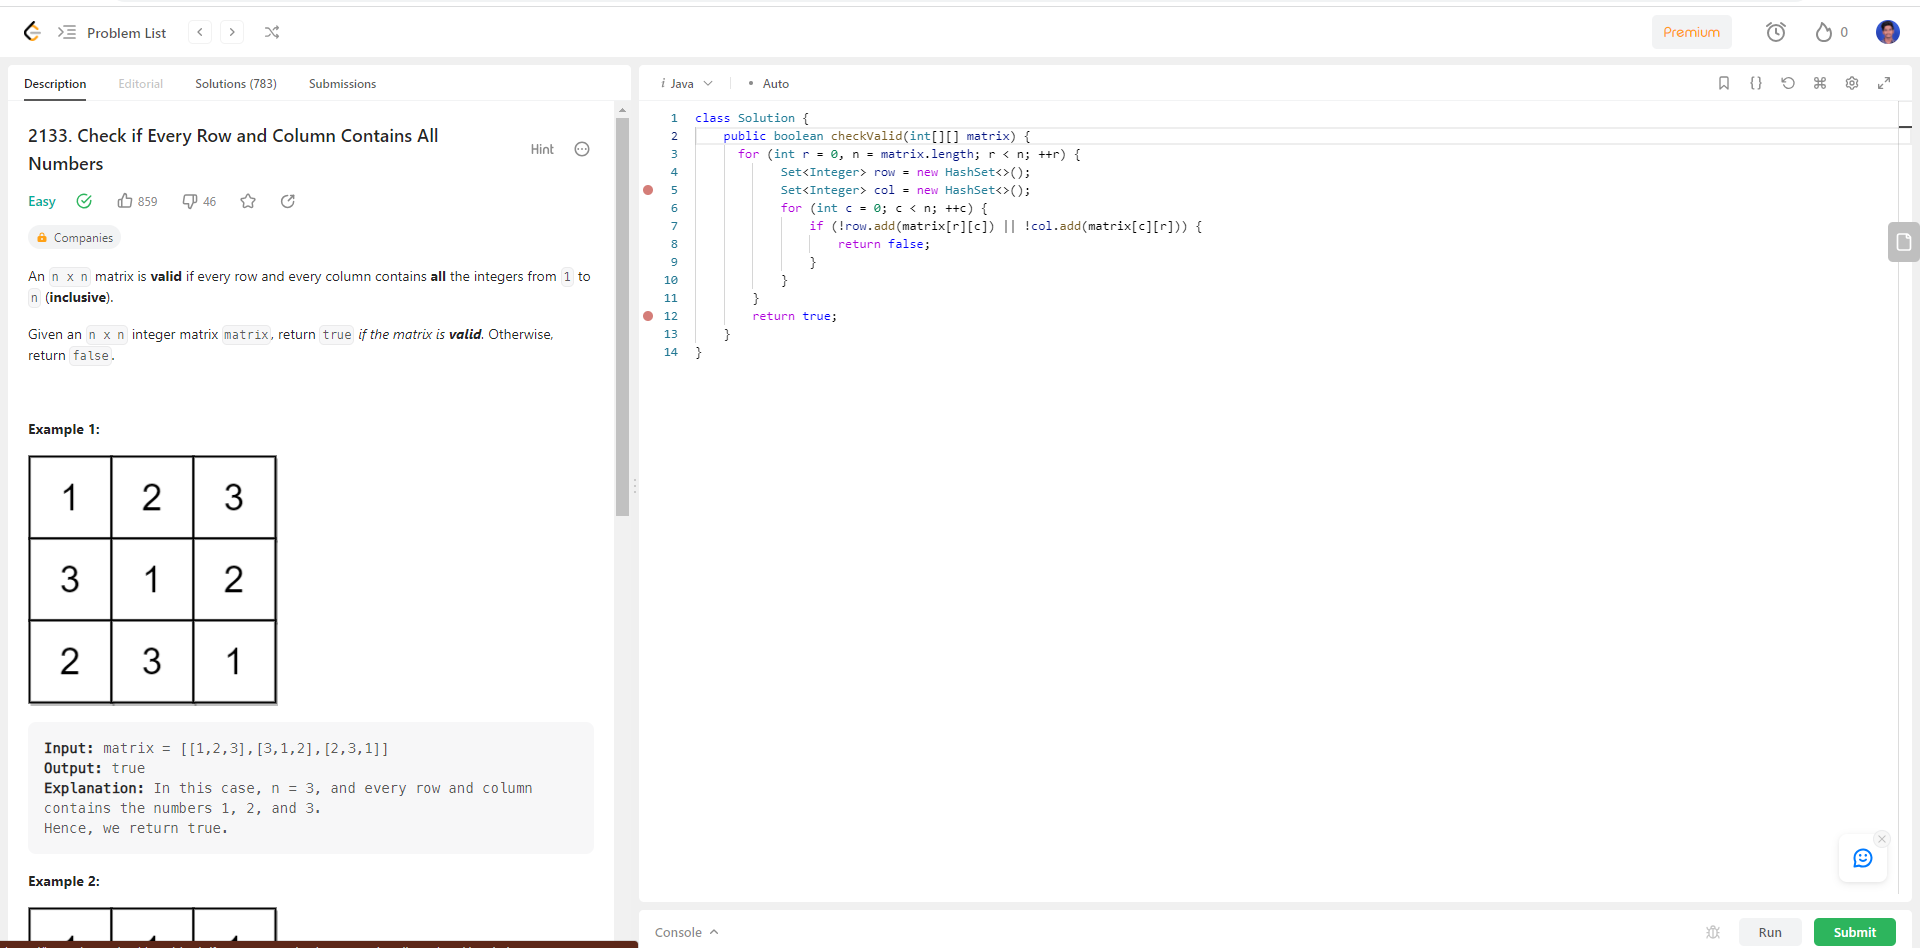 Problem List
Premium
0
Description Editorial Solutions (783) Submissions
2133. Check if Every Row and Column Contains All
Numbers
Hint
Easy 859 46
Companies
An n x n matrix is valid if every row and every column contains all the integers from 1 to
n (inclusive).
Given an n x n integer matrix matrix, return true if the matrix is valid. Otherwise,
return false.
Example 1:
1 2 3
3 1 2
2 3 1
Input: matrix = [[1,2,3],[3,1,2],[2,3,1]]
Output: true
Explanation: In this case, n = 3, and every row and column
contains the numbers 1, 2, and 3.
Hence, we return true.
Example 2:
i Java • Auto
1 class Solution {
2 public boolean checkValid(int[][] matrix) {
3 for (int r = 0, n = matrix.length; r < n; ++r) {
4 Set<Integer> row = new HashSet<>();
5 Set<Integer> col = new HashSet<>();
6 for (int c = 0; c < n; ++c) {
7 if (!row.add(matrix[r][c]) || !col.add(matrix[c][r])) {
8 return false;
9 }
10 }
11 }
12 return true;
13 }
14 }
Console
Run
Submit